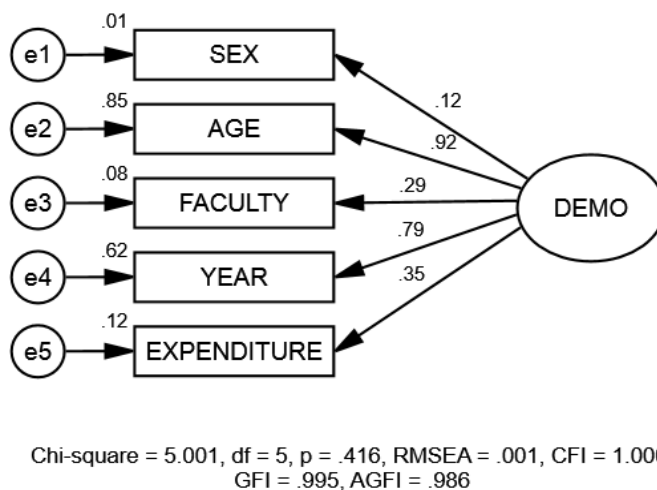 .01
e1
SEX
.12
.85
e2
AGE
.92
.08
e3
FACULTY
.29
DEMO
.62
e4
YEAR
.79
.12
e5
EXPENDITURE
.35
Chi-square = 5.001, df = 5, p = .416, RMSEA = .001, CFI = 1.00
GFI = .995, AGFI = .986